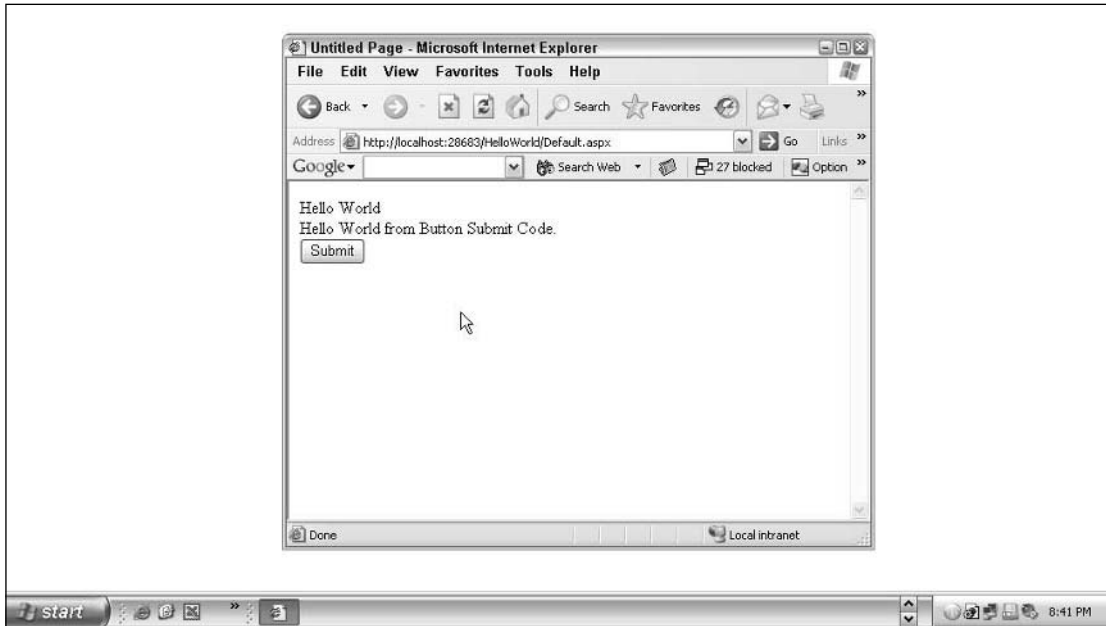 Untitled Page - Microsoft Internet Explorer
File Edit View Favorites Tools Help
Back Search Favorites »
Address http://localhost:28683/HelloWorld/Default.aspx Go Links »
Google Search Web 27 blocked Option »
Hello World
Hello World from Button Submit Code.
Submit
Done Local intranet
start » 8:41 PM